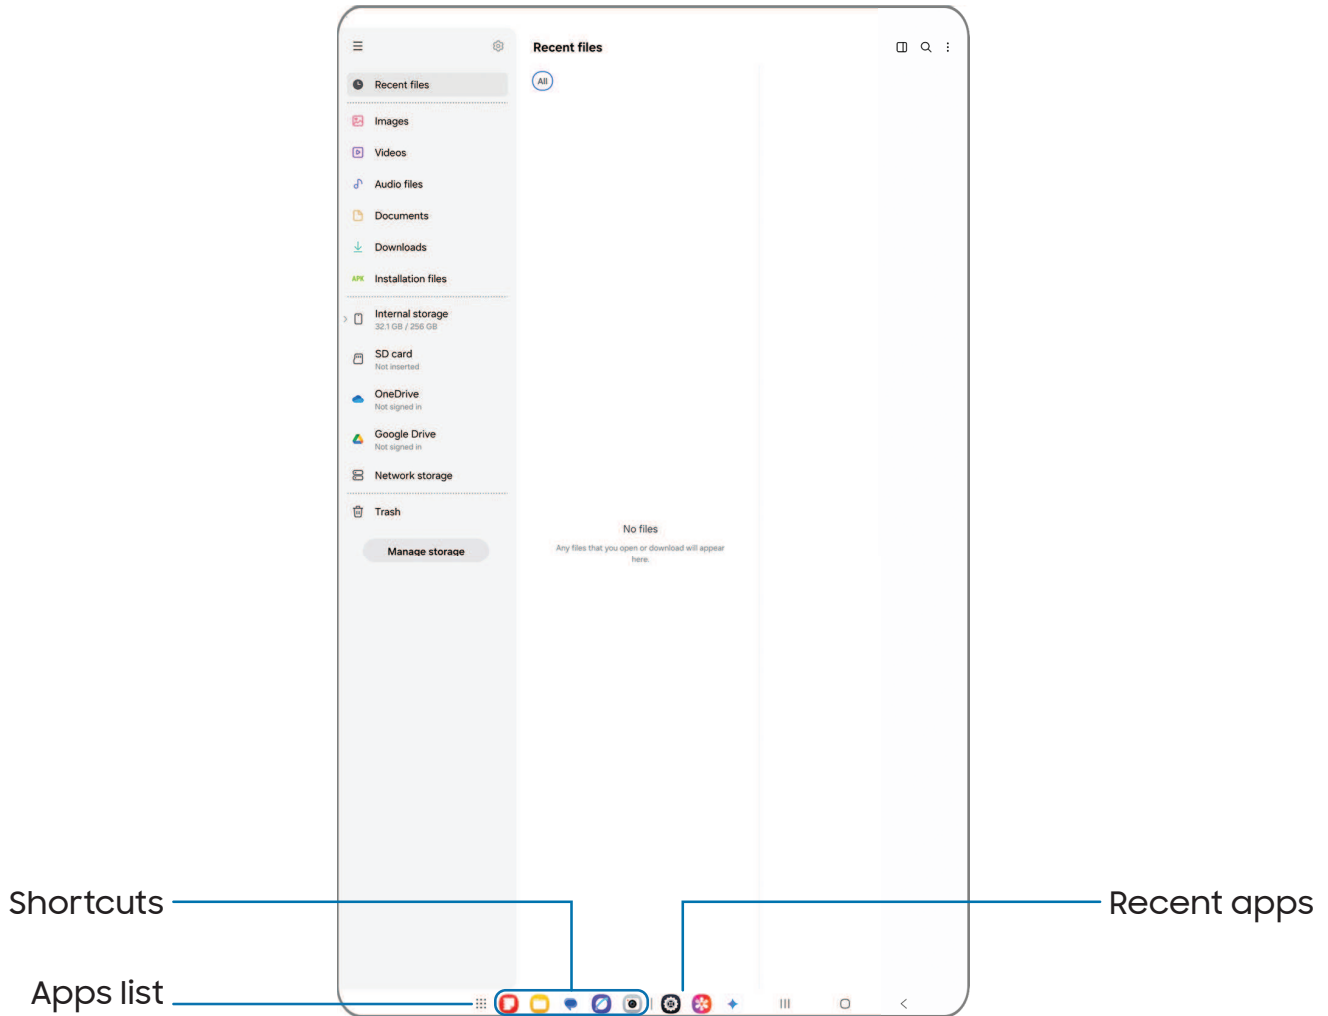 Recent files
Recent files
All
Images
Videos
Audio files
Documents
Downloads
APK Installation files
Internal storage
32.1 GB / 256 GB
SD card
Not inserted
OneDrive
Not signed in
Google Drive
Not signed in
Network storage
Trash
Manage storage
No files
Any files that you open or download will appear
here.
Shortcuts
Recent apps
Apps list